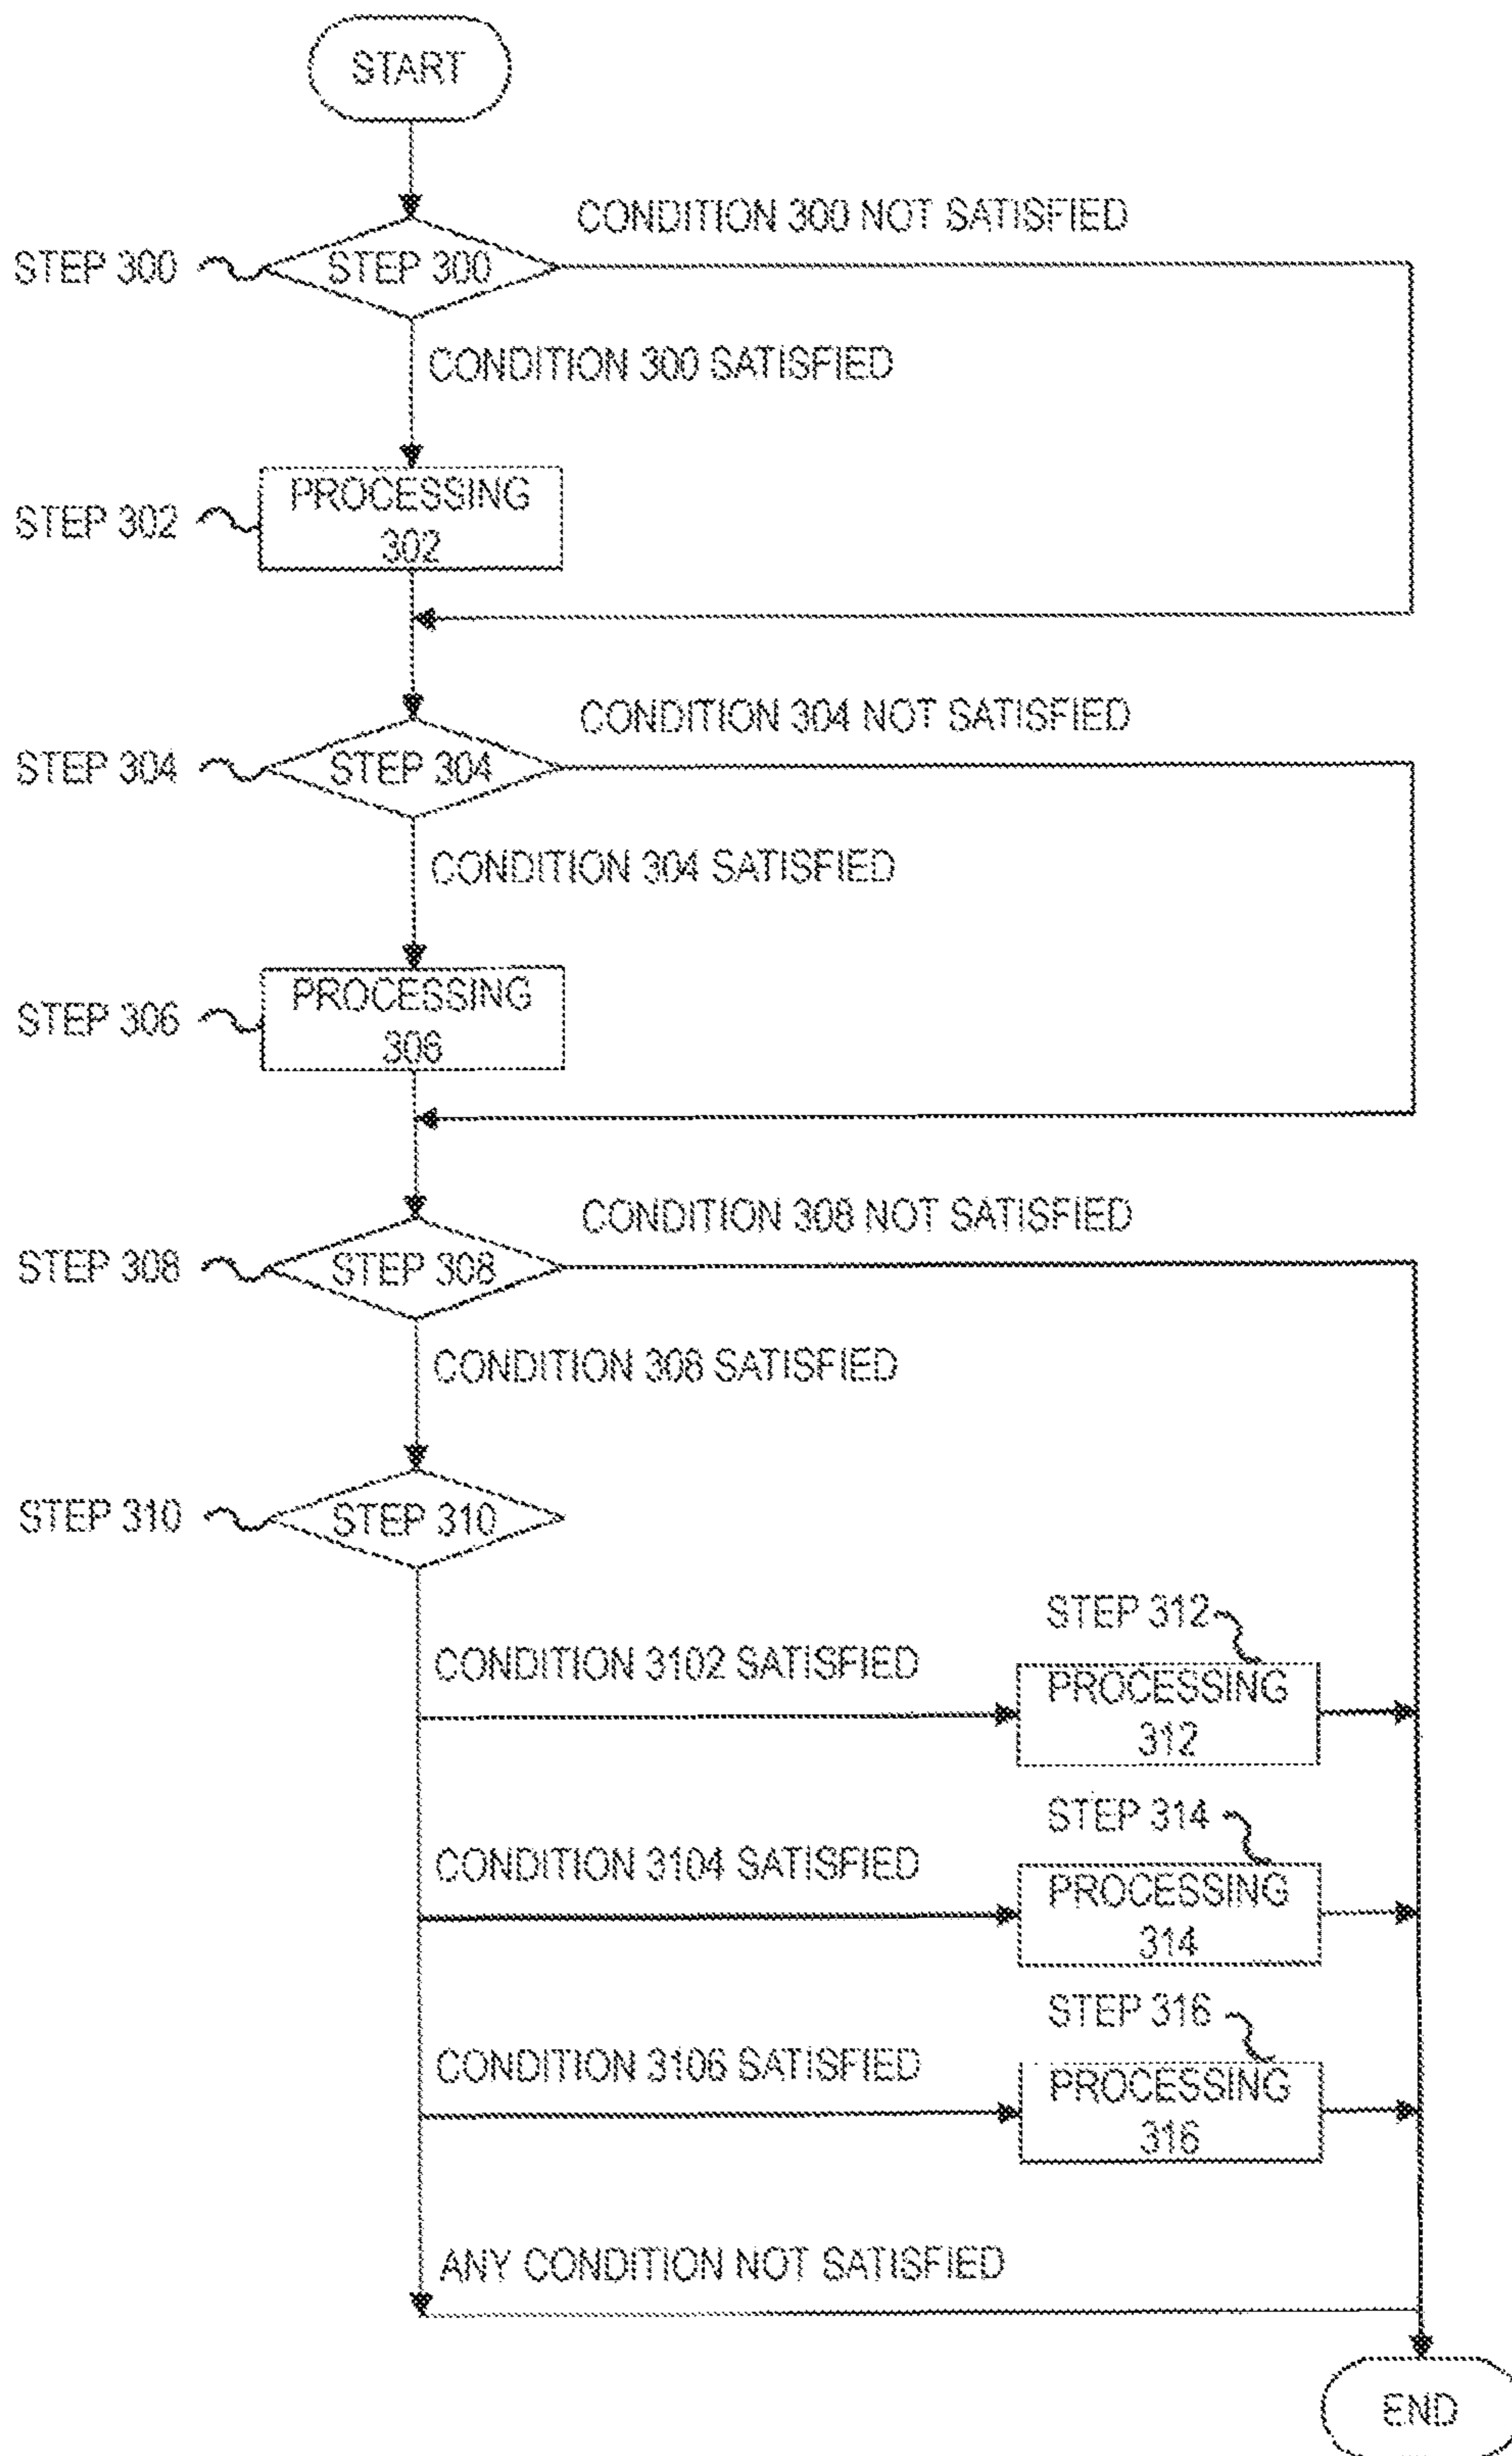 START
CONDITION 300 NOT SATISFIED
STEP 300
STEP 300
CONDITION 300 SATISFIED
STEP 302
PROCESSING
302
CONDITION 304 NOT SATISFIED
STEP 304
STEP 304
CONDITION 304 SATISFIED
STEP 306
PROCESSING
306
CONDITION 308 NOT SATISFIED
STEP 308
STEP 308
CONDITION 308 SATISFIED
STEP 310
STEP 310
STEP 312
CONDITION 3102 SATISFIED
PROCESSING
312
STEP 314
CONDITION 3104 SATISFIED
PROCESSING
314
STEP 316
CONDITION 3106 SATISFIED
PROCESSING
316
ANY CONDITION NOT SATISFIED
END